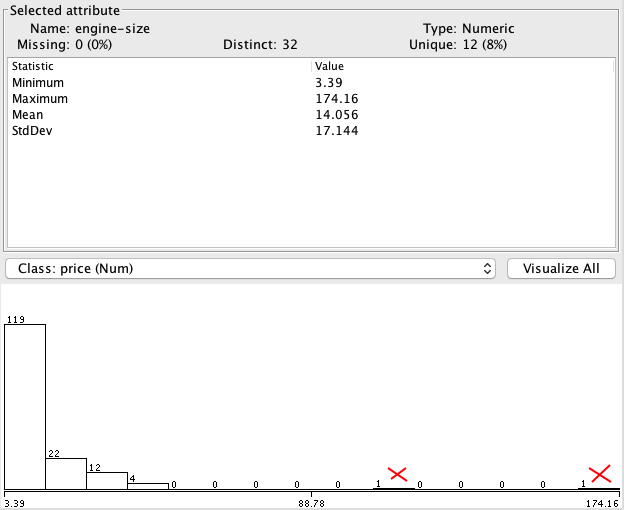 Selected attribute
Name: engine-size Type: Numeric
Missing: 0 (0%) Distinct: 32 Unique: 12 (8%)
Statistic Value
Minimum 3.39
Maximum 174.16
Mean 14.056
StdDev 17.144
Class: price (Num) Visualize All
119
22
12
4
0 0 0 0 0 1 0 0 0 0 1
3.39 88.78 174.16